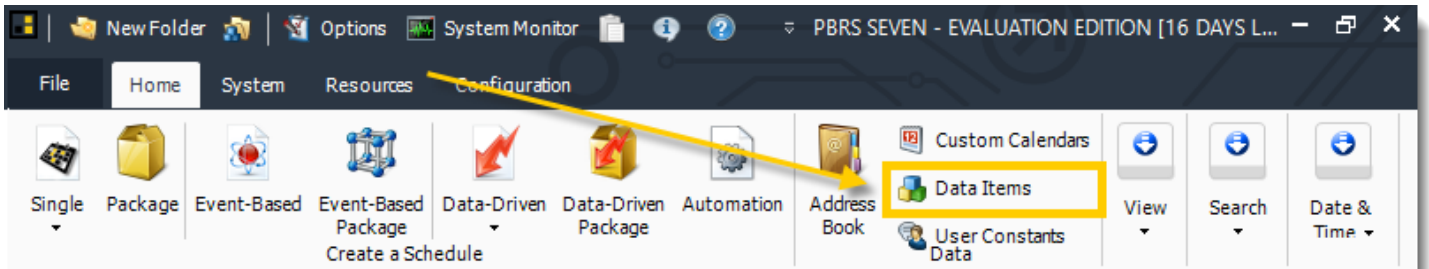 New Folder Options System Monitor PBRS SEVEN - EVALUATION EDITION [16 DAYS L...
File Home System Resources Configuration
Single Package Event-Based Event-Based Package Data-Driven Data-Driven Package Automation
Create a Schedule
Address Book
Custom Calendars
Data Items
User Constants
Data
View Search Date & Time